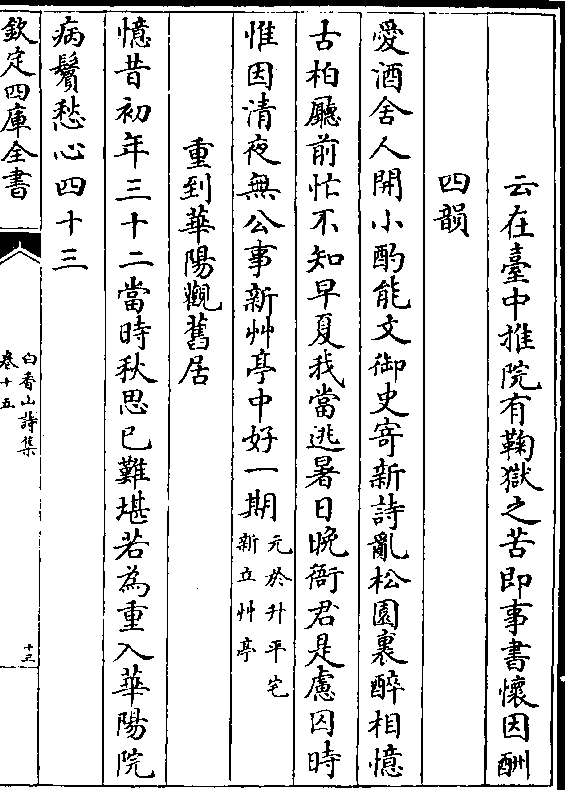 云在臺中推院有鞫獄之苦即事書懷因酬
四韻
愛酒舍人開小酌能文御史寄新詩亂松園裏醉相憶
古柏廳前忙不知早夏我當逃暑日晚衙君是慮囚時
惟因清夜無公事新艸亭中好一期元於升平宅
新立艸亭
重到華陽觀舊居
憶昔初年三十二當時秋思已難堪若為重入華陽院
病鬢愁心四十三
欽定四庫全書
白香山詩集
卷十五
十三